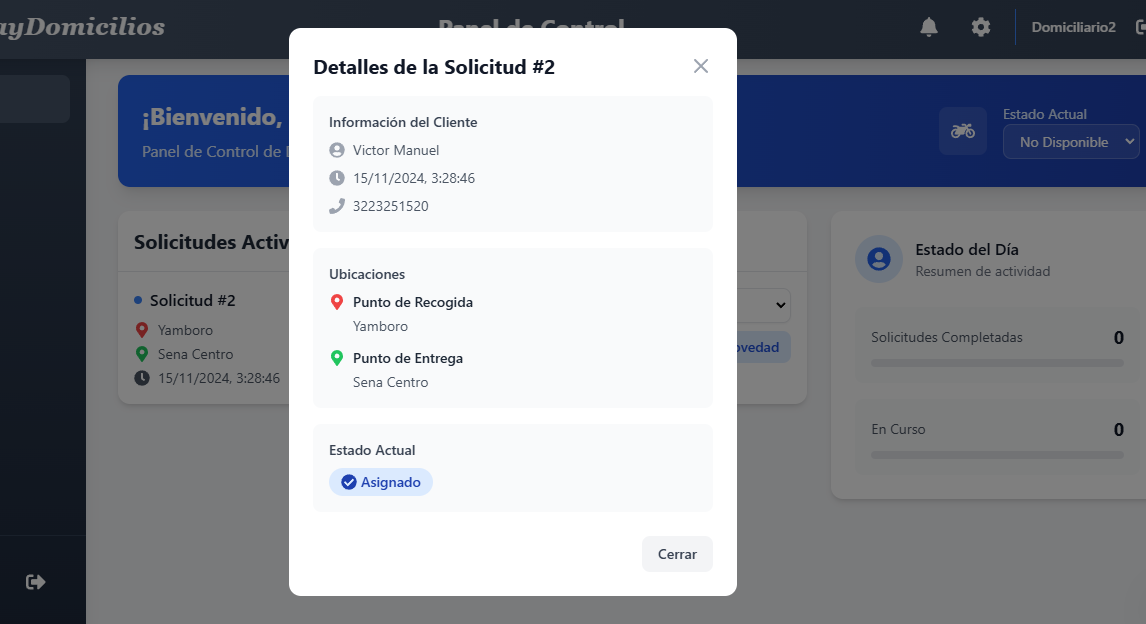 ayDomicilios
Panel de Control
Domiciliario2
Detalles de la Solicitud #2
Información del Cliente
Victor Manuel
15/11/2024, 3:28:46
3223251520
Ubicaciones
Punto de Recogida
Yamboro
Punto de Entrega
Sena Centro
Estado Actual
Asignado
Cerrar
¡Bienvenido,
Panel de Control de
Estado Actual
No Disponible
Solicitudes Activ
Solicitud #2
Yamboro
Sena Centro
15/11/2024, 3:28:46
ovedad
Estado del Día
Resumen de actividad
Solicitudes Completadas 0
En Curso 0